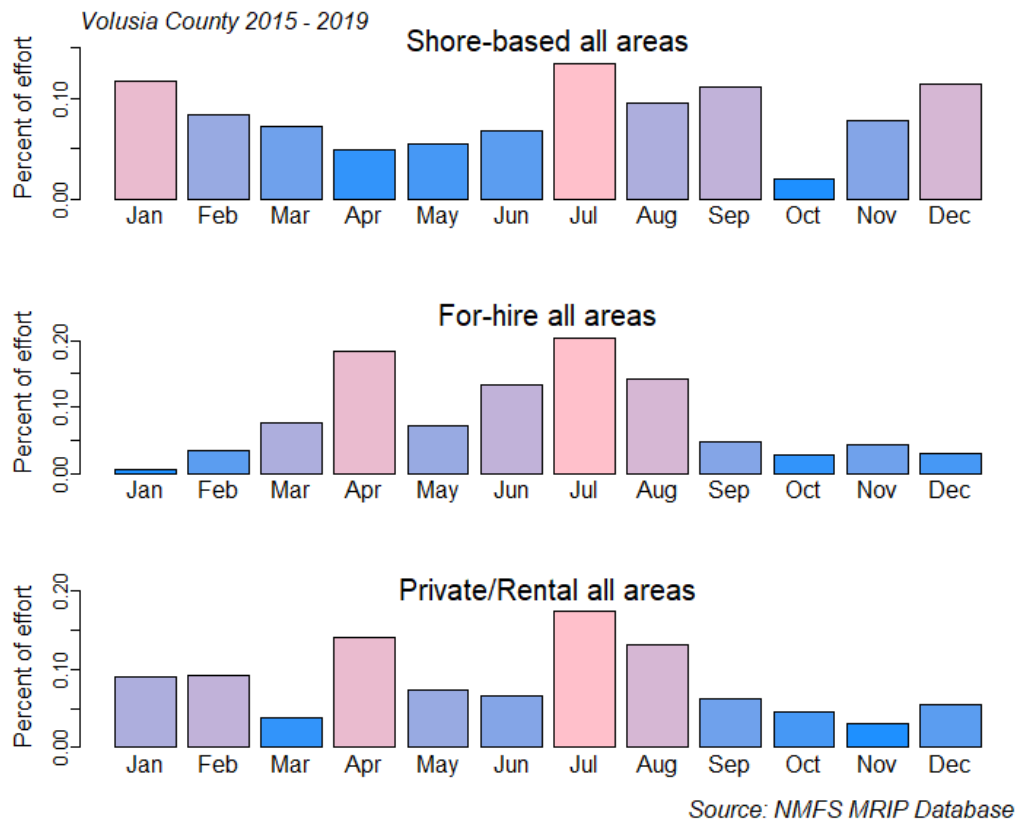 Volusia County 2015 - 2019
Shore-based all areas
Percent of effort
0.10
0.00
Jan Feb Mar Apr May Jun Jul Aug Sep Oct Nov Dec
For-hire all areas
Percent of effort
0.20
0.10
0.00
Jan Feb Mar Apr May Jun Jul Aug Sep Oct Nov Dec
Private/Rental all areas
Percent of effort
0.20
0.10
0.00
Jan Feb Mar Apr May Jun Jul Aug Sep Oct Nov Dec
Source: NMFS MRIP Database